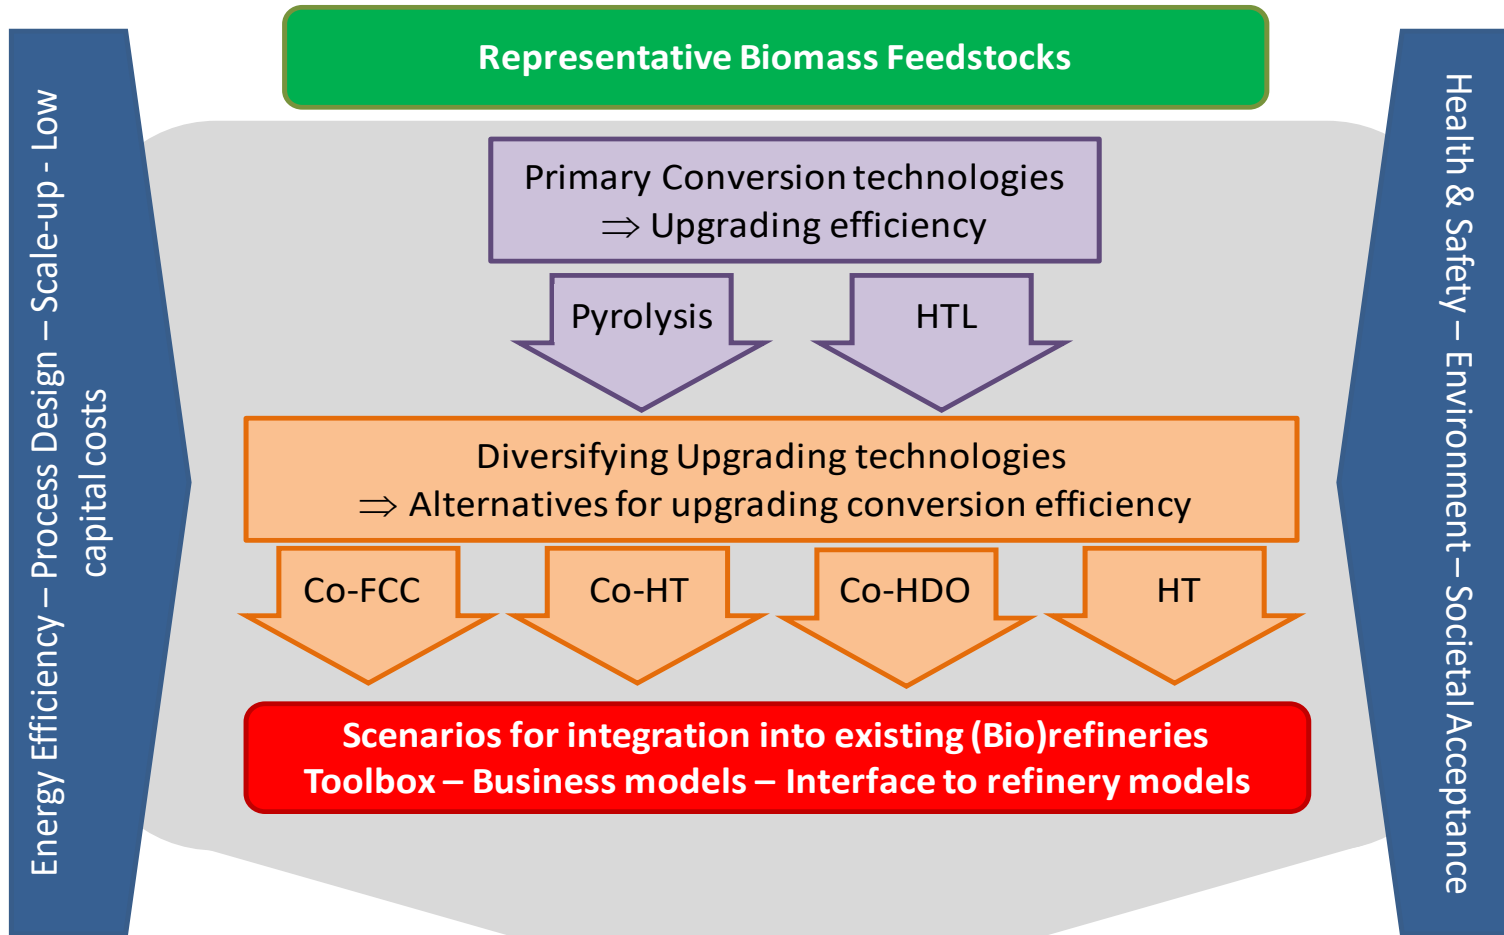 Representative Biomass Feedstocks
Energy Efficiency – Process Design – Scale-up - Low
capital costs
Primary Conversion technologies
⇒ Upgrading efficiency
Pyrolysis
HTL
Diversifying Upgrading technologies
⇒ Alternatives for upgrading conversion efficiency
Co-FCC
Co-HT
Co-HDO
HT
Scenarios for integration into existing (Bio)refineries
Toolbox – Business models – Interface to refinery models
Health & Safety – Environment – Societal Acceptance